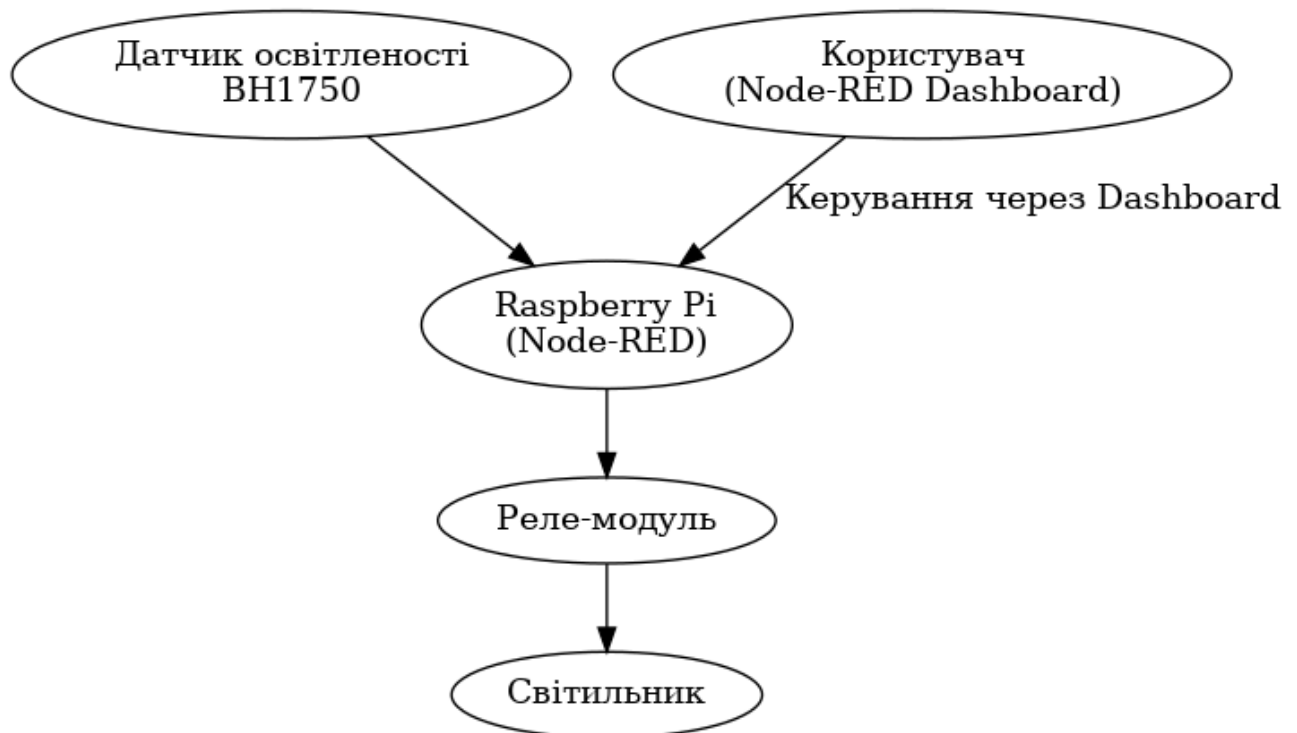 Датчик освітленості
BH1750
Користувач
(Node-RED Dashboard)
Керування через Dashboard
Raspberry Pi
(Node-RED)
Реле-модуль
Світильник